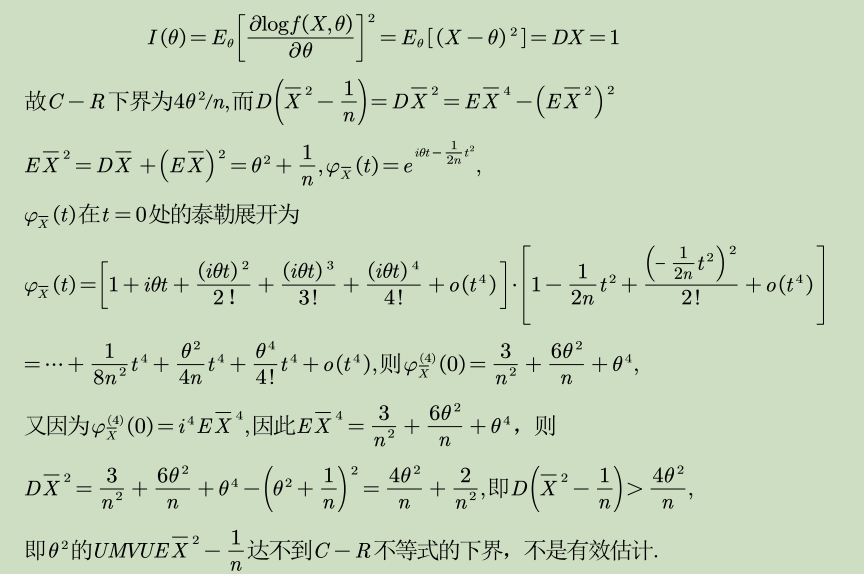 I(θ) = E_θ[∂logf(X,θ)/∂θ]² = E_θ[(X−θ)²] = DX = 1
故C−R下界为4θ²/n,而D(X̅² − 1/n) = DX̅² = EX̅⁴ − (EX̅²)²
EX̅² = DX̅ + (EX̅)² = θ² + 1/n, φ_X̅(t) = e^{iθt − (1/2n)t²},
φ_X̅(t)在t=0处的泰勒展开为
φ_X̅(t) = [1 + iθt + (iθt)²/2! + (iθt)³/3! + (iθt)⁴/4! + o(t⁴)]·[1 − (1/2n)t² + (−(1/2n)t²)²/2! + o(t⁴)]
= ⋯ + (1/8n²)t⁴ + (θ²/4n)t⁴ + (θ⁴/4!)t⁴ + o(t⁴),则φ_X̅^{(4)}(0) = 3/n² + 6θ²/n + θ⁴,
又因为φ_X̅^{(4)}(0) = i⁴EX̅⁴,因此EX̅⁴ = 3/n² + 6θ²/n + θ⁴，则
DX̅² = 3/n² + 6θ²/n + θ⁴ − (θ² + 1/n)² = 4θ²/n + 2/n²,即D(X̅² − 1/n) > 4θ²/n,
即θ²的UMVUEX̅² − 1/n达不到C−R不等式的下界，不是有效估计.